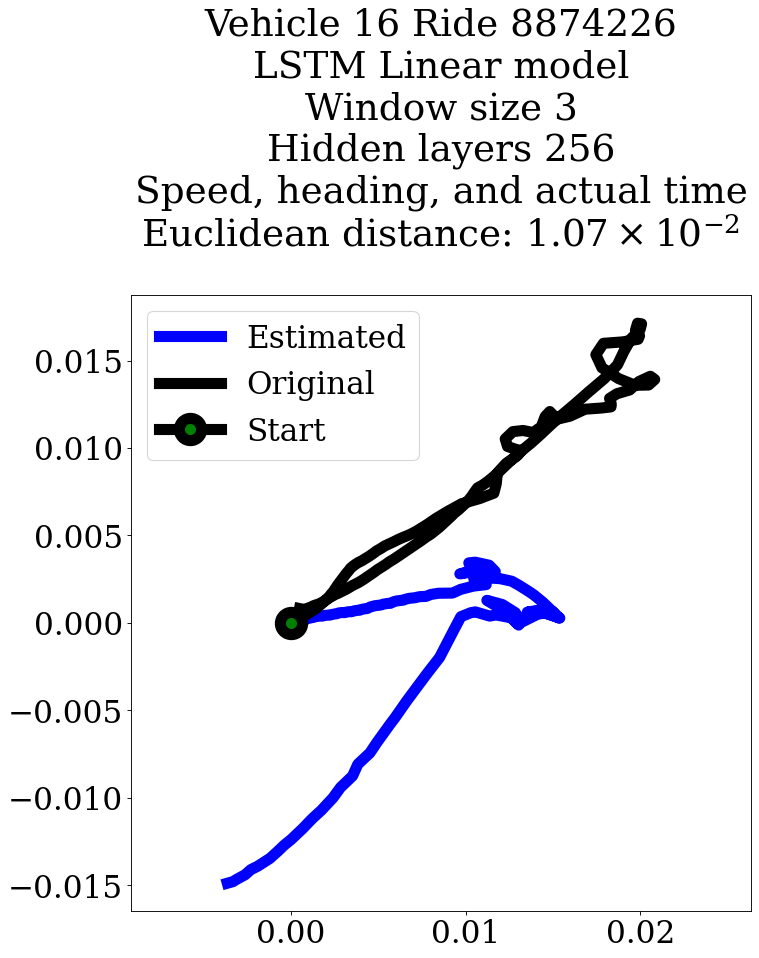 Vehicle 16 Ride 8874226
LSTM Linear model
Window size 3
Hidden layers 256
Speed, heading, and actual time
Euclidean distance: 1.07 × 10⁻²
Estimated
Original
Start
0.015
0.010
0.005
0.000
−0.005
−0.010
−0.015
0.00 0.01 0.02